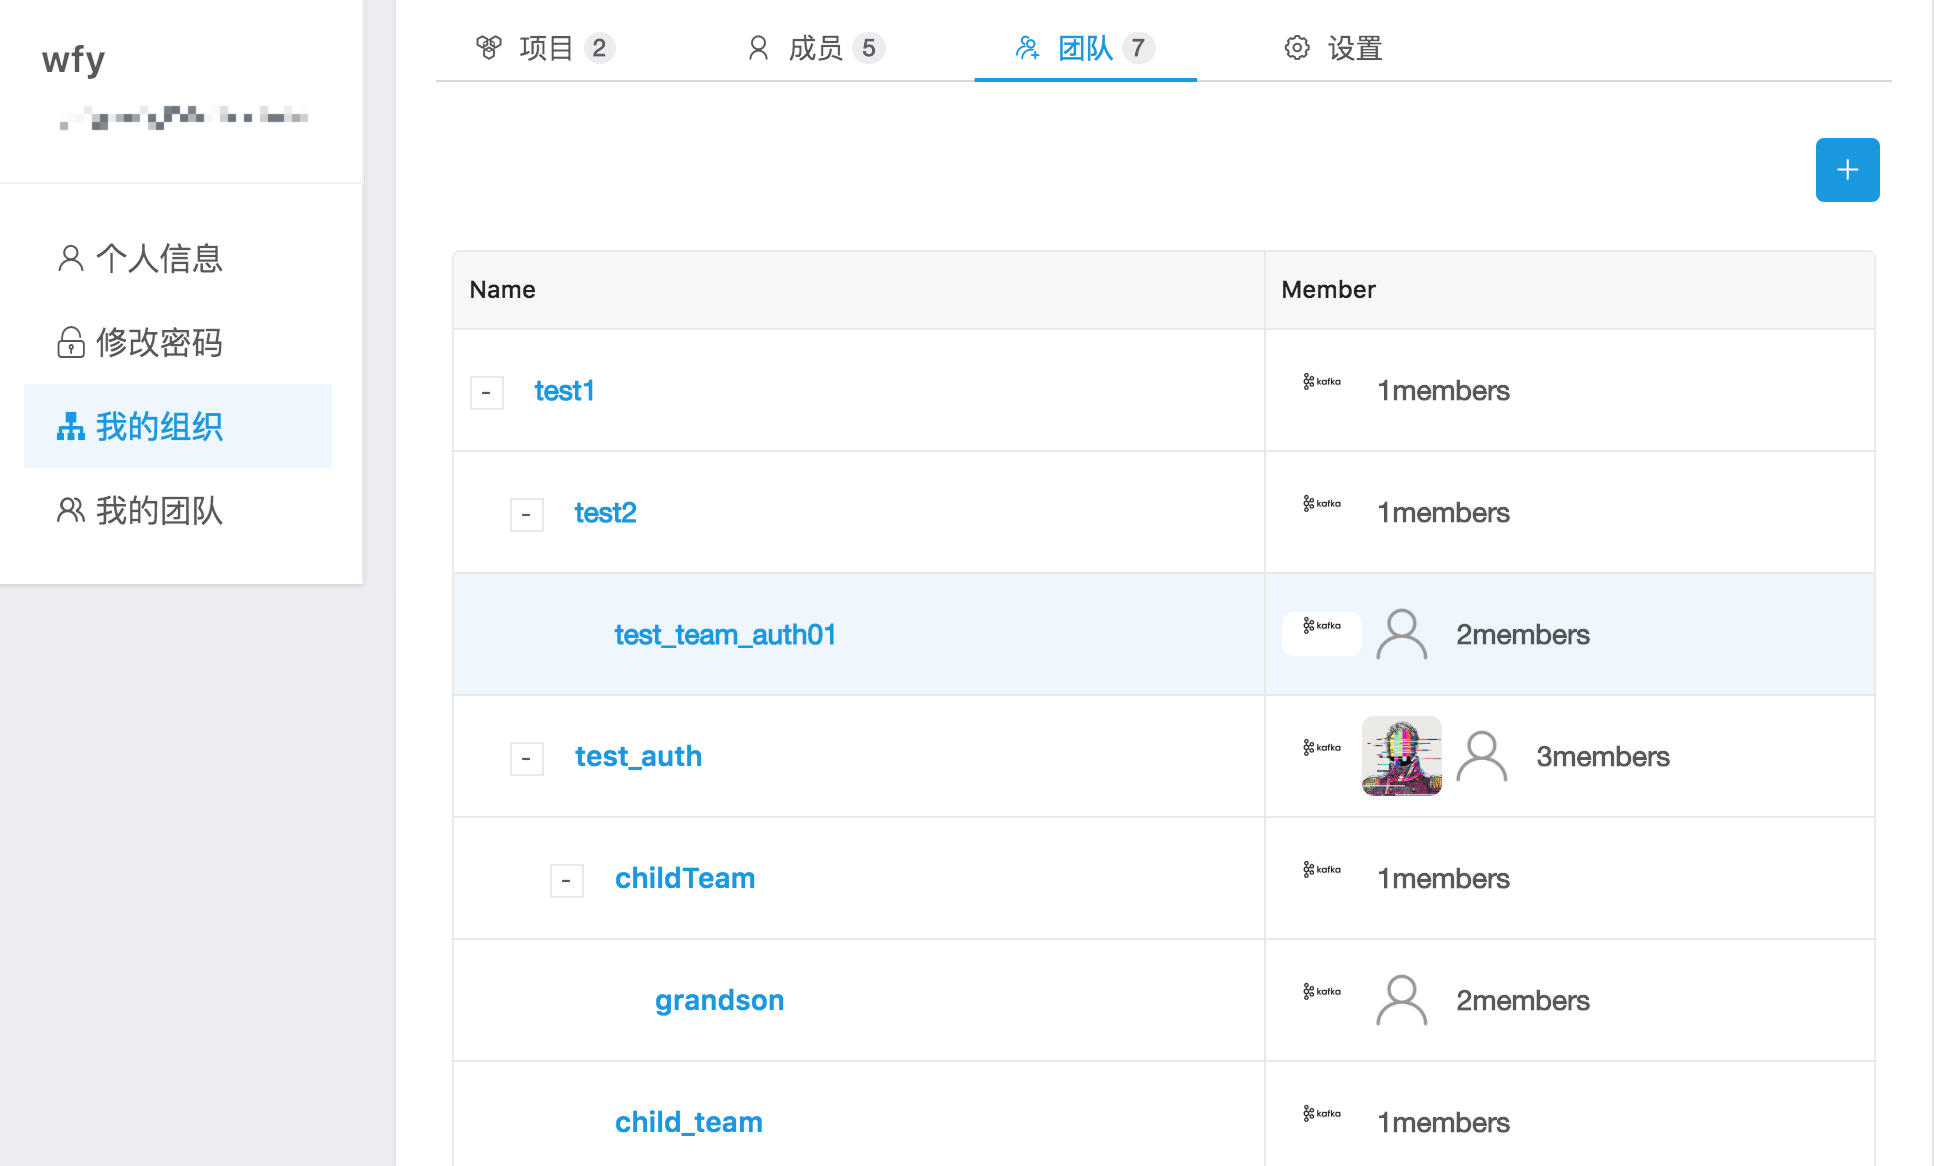 wfy
个人信息
修改密码
我的组织
我的团队
项目 2
成员 5
团队 7
设置
+
Name
Member
- test1
kafka 1members
- test2
kafka 1members
test_team_auth01
kafka 2members
- test_auth
kafka 3members
- childTeam
kafka 1members
grandson
kafka 2members
child_team
kafka 1members